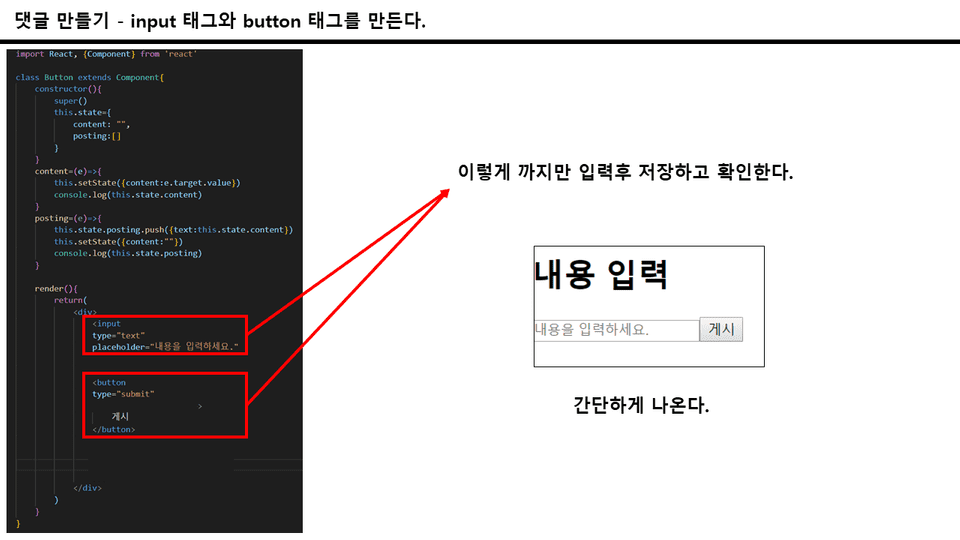 댓글 만들기 - input 태그와 button 태그를 만든다.
import React, {Component} from 'react'
class Button extends Component{
constructor(){
super()
this.state={
content: "",
posting:[]
}
}
content=(e)=>{
this.setState({content:e.target.value})
console.log(this.state.content)
}
posting=(e)=>{
this.state.posting.push({text:this.state.content})
this.setState({content:""})
console.log(this.state.posting)
}
render(){
return(
<div>
<input
type="text"
placeholder="내용을 입력하세요."
<button
type="submit"
>
게시
</button>
</div>
)
}
}
이렇게 까지만 입력후 저장하고 확인한다.
내용 입력
내용을 입력하세요. 게시
간단하게 나온다.